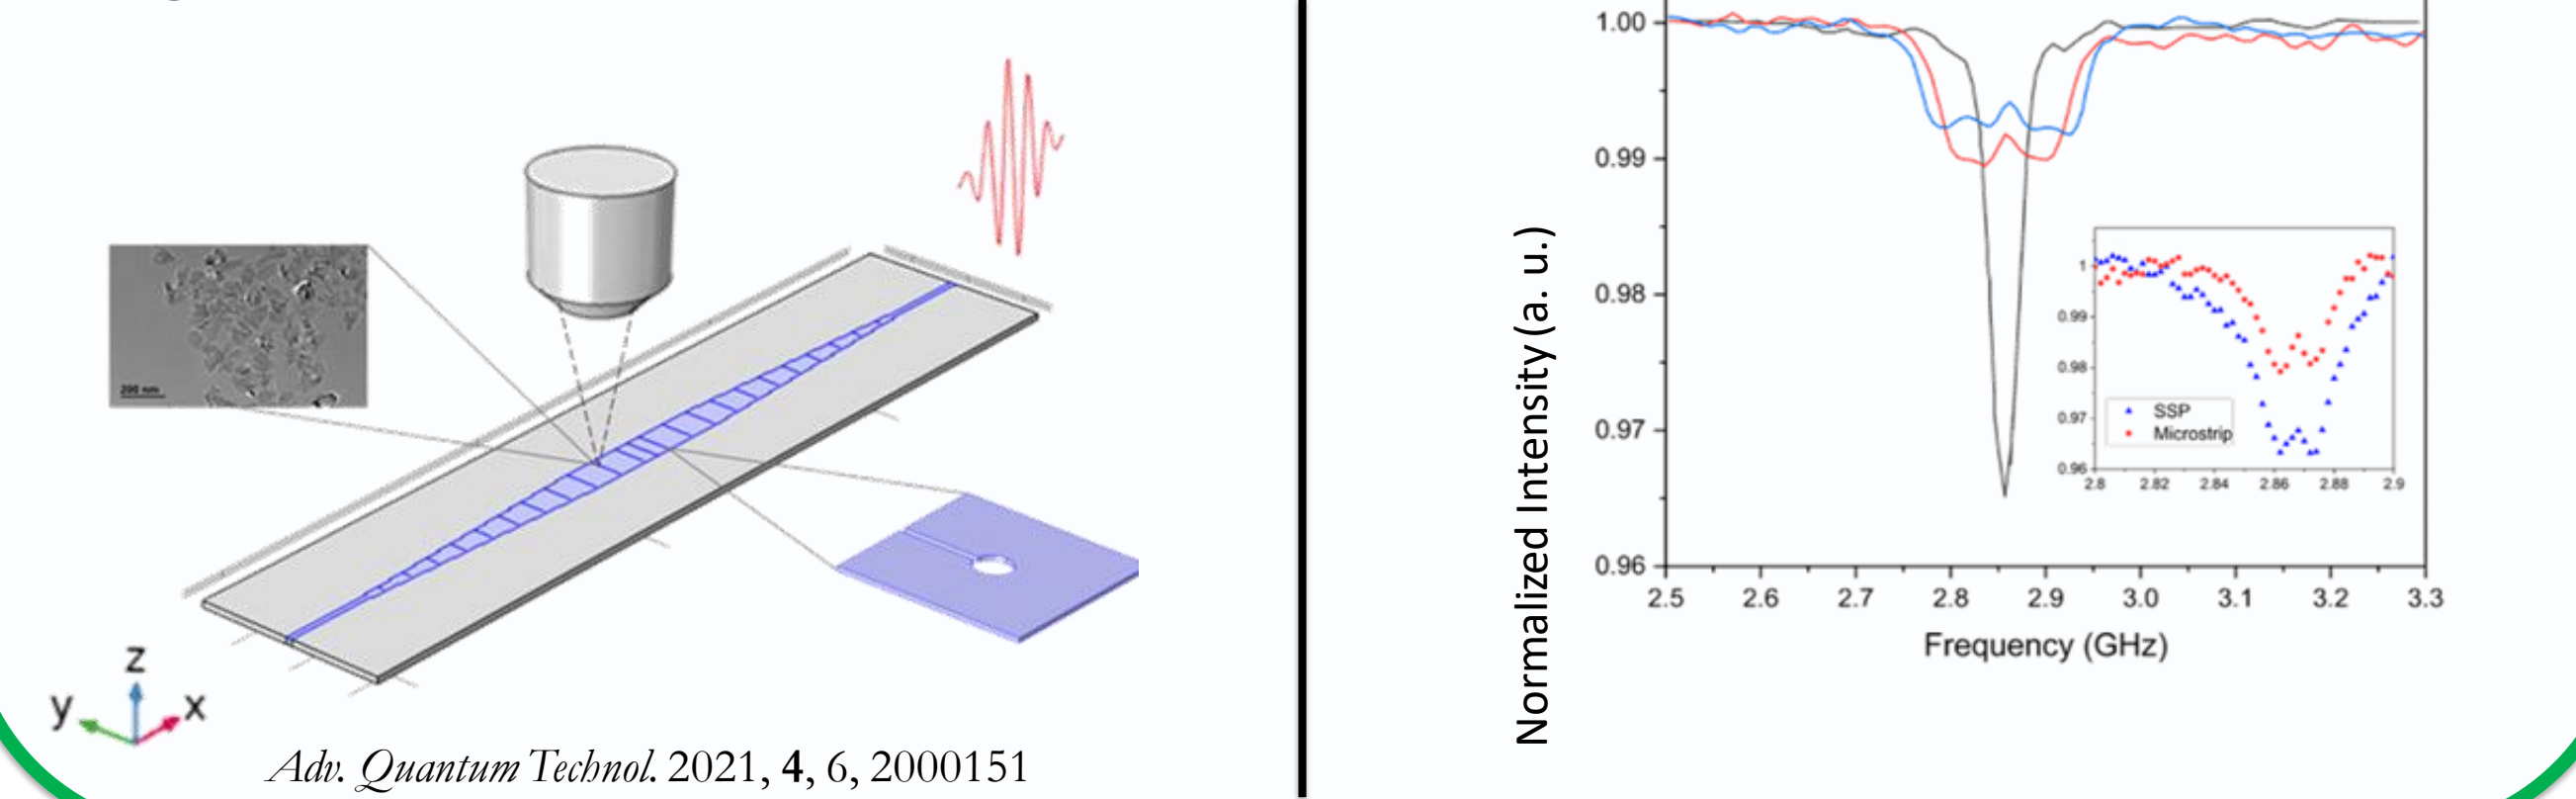 200 nm
z
y
x
Adv. Quantum Technol. 2021, 4, 6, 2000151
Normalized Intensity (a. u.)
1.00
0.99
0.98
0.97
0.96
2.5 2.6 2.7 2.8 2.9 3.0 3.1 3.2 3.3
Frequency (GHz)
1
0.99
0.98
0.97
0.96
SSP
Microstrip
2.8 2.82 2.84 2.86 2.88 2.9